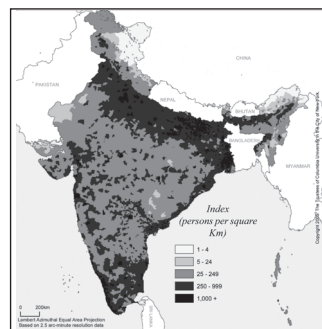 CHINA
PAKISTAN
NEPAL
BHUTAN
BANGLADESH
MYANMAR
Index
(persons per square
Km)
1 - 4
5 - 24
25 - 249
250 - 999
1,000 +
0 200km
Lambert Azimuthal Equal Area Projection
Based on 2.5 arc-minute resolution data